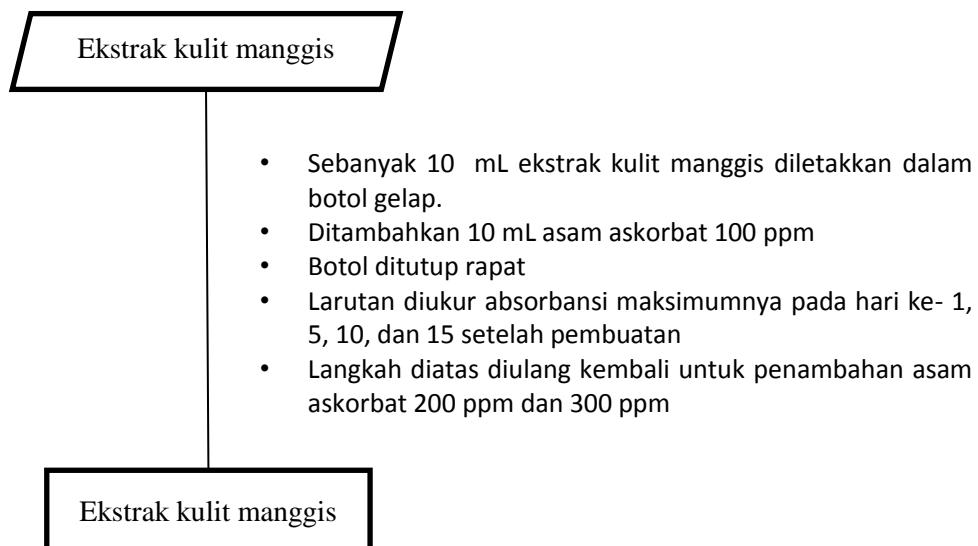 Ekstrak kulit manggis
• Sebanyak 10 mL ekstrak kulit manggis diletakkan dalam
botol gelap.
• Ditambahkan 10 mL asam askorbat 100 ppm
• Botol ditutup rapat
• Larutan diukur absorbansi maksimumnya pada hari ke- 1,
5, 10, dan 15 setelah pembuatan
• Langkah diatas diulang kembali untuk penambahan asam
askorbat 200 ppm dan 300 ppm
Ekstrak kulit manggis